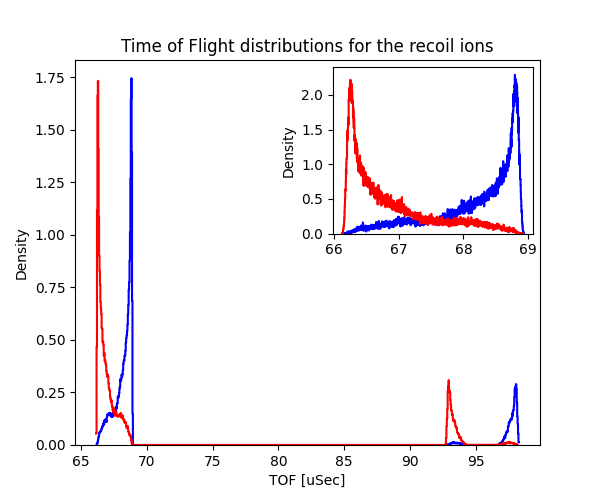 Time of Flight distributions for the recoil ions
Density
1.75
1.50
1.25
1.00
0.75
0.50
0.25
0.00
65 70 75 80 85 90 95
TOF [uSec]
Density
2.0
1.5
1.0
0.5
0.0
66 67 68 69